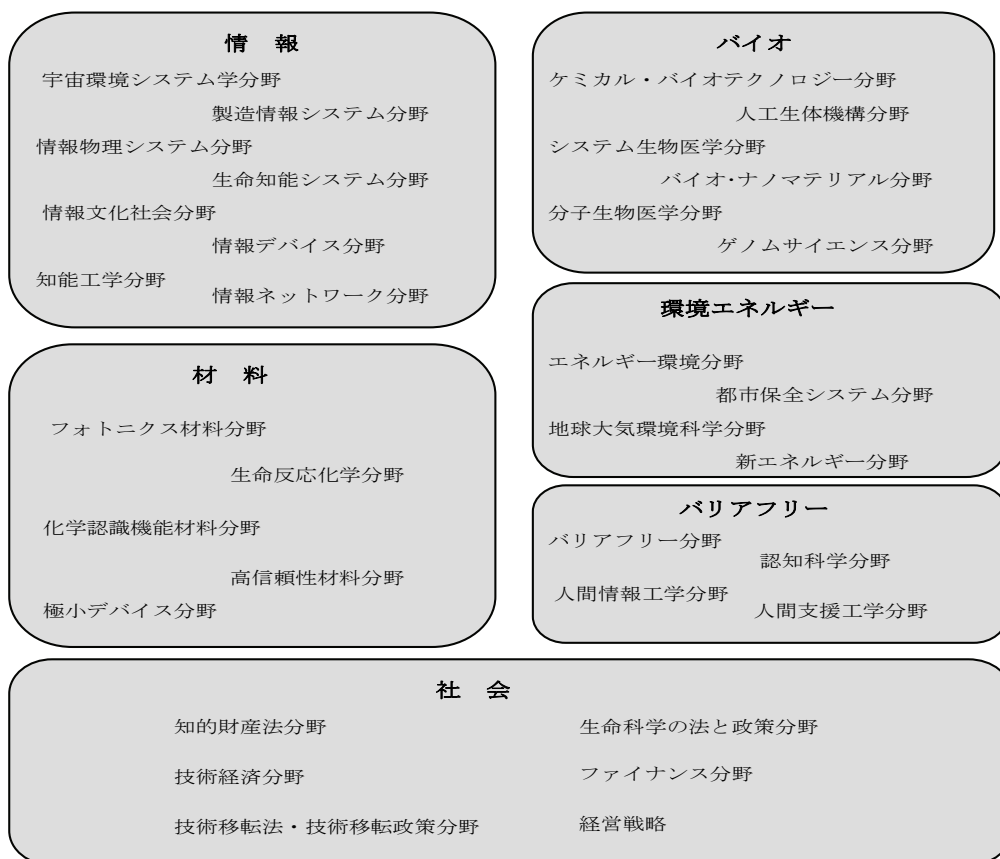 情　報
宇宙環境システム学分野
製造情報システム分野
情報物理システム分野
生命知能システム分野
情報文化社会分野
情報デバイス分野
知能工学分野
情報ネットワーク分野
バイオ
ケミカル・バイオテクノロジー分野
人工生体機構分野
システム生物医学分野
バイオ･ナノマテリアル分野
分子生物医学分野
ゲノムサイエンス分野
環境エネルギー
エネルギー環境分野
都市保全システム分野
地球大気環境科学分野
新エネルギー分野
材　料
フォトニクス材料分野
生命反応化学分野
化学認識機能材料分野
高信頼性材料分野
極小デバイス分野
バリアフリー
バリアフリー分野
認知科学分野
人間情報工学分野
人間支援工学分野
社　会
知的財産法分野
生命科学の法と政策分野
技術経済分野
ファイナンス分野
技術移転法・技術移転政策分野
経営戦略